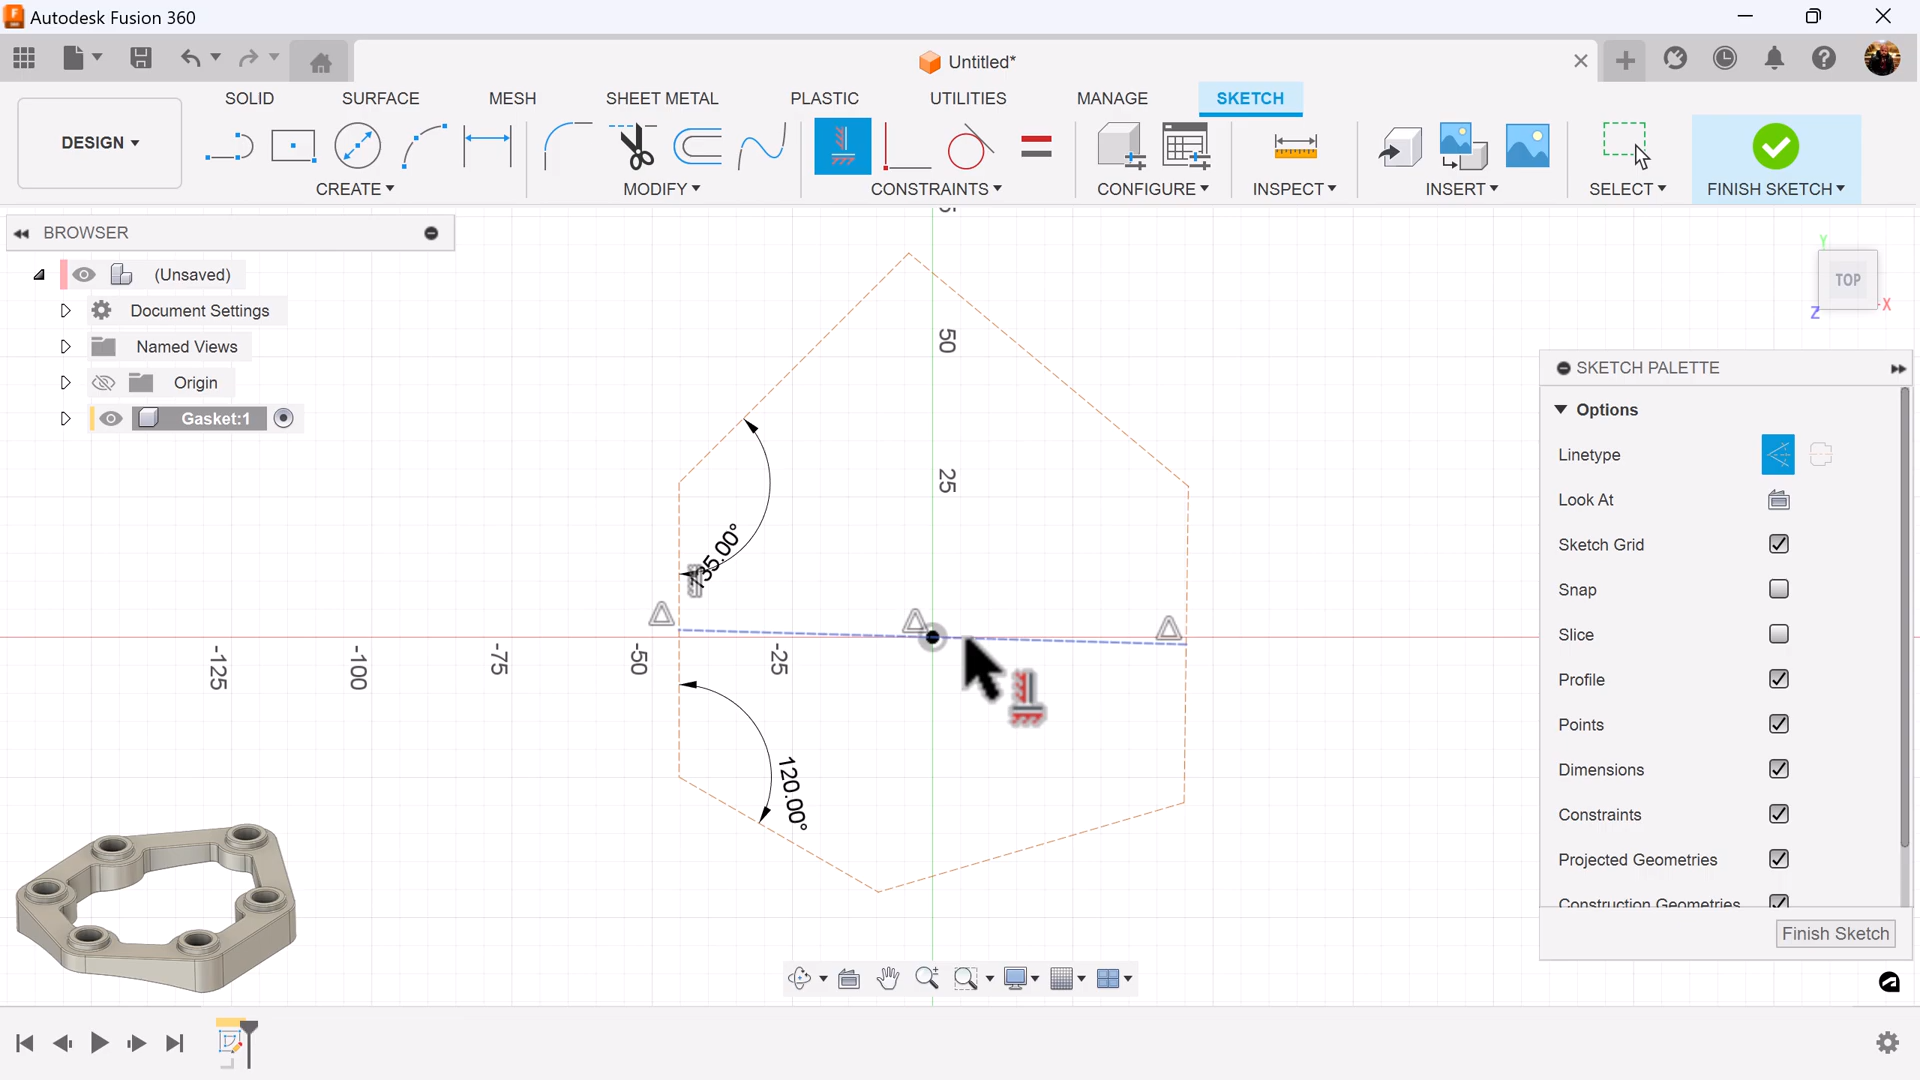 Autodesk Fusion 360
Untitled*
SOLID SURFACE MESH SHEET METAL PLASTIC UTILITIES MANAGE SKETCH
DESIGN
CREATE MODIFY CONSTRAINTS CONFIGURE INSPECT INSERT SELECT FINISH SKETCH
BROWSER
(Unsaved)
Document Settings
Named Views
Origin
Gasket:1
50
25
-125
-100
-75
-50
-25
120.00°
Y
TOP
X
Z
SKETCH PALETTE
Options
Linetype
Look At
Sketch Grid
Snap
Slice
Profile
Points
Dimensions
Constraints
Projected Geometries
Construction Geometries
Finish Sketch